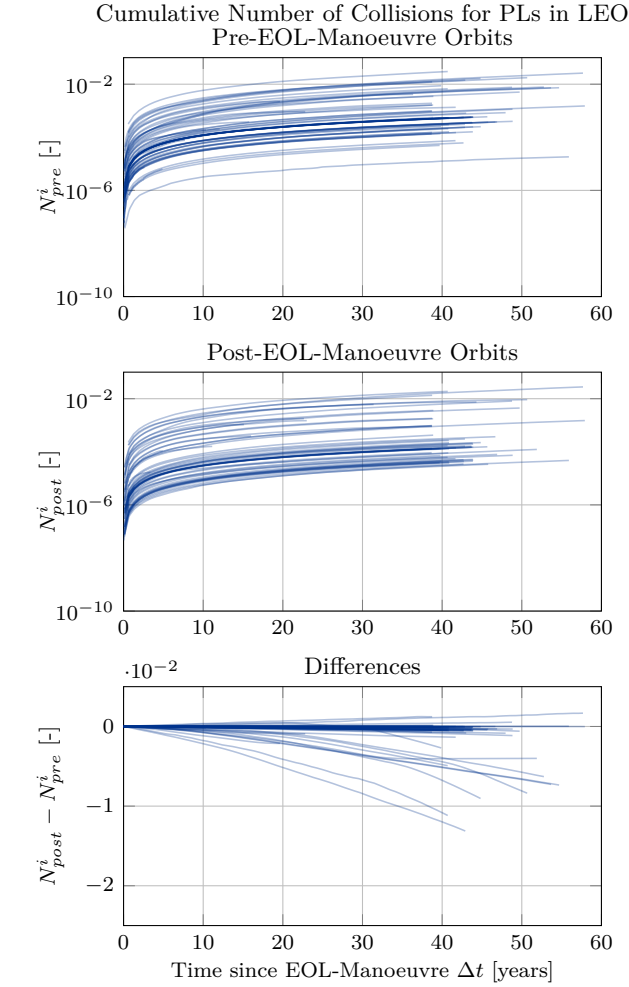 Cumulative Number of Collisions for PLs in LEO
Pre-EOL-Manoeuvre Orbits
10−2
10−6
10−10
N^i_pre [-]
0 10 20 30 40 50 60
Post-EOL-Manoeuvre Orbits
10−2
10−6
10−10
N^i_post [-]
0 10 20 30 40 50 60
·10−2 Differences
0
−1
−2
N^i_post − N^i_pre [-]
0 10 20 30 40 50 60
Time since EOL-Manoeuvre Δt [years]